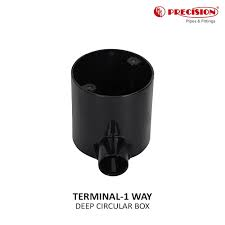 PRECISION
Pipes & Fittings
TERMINAL-1 WAY
DEEP CIRCULAR BOX